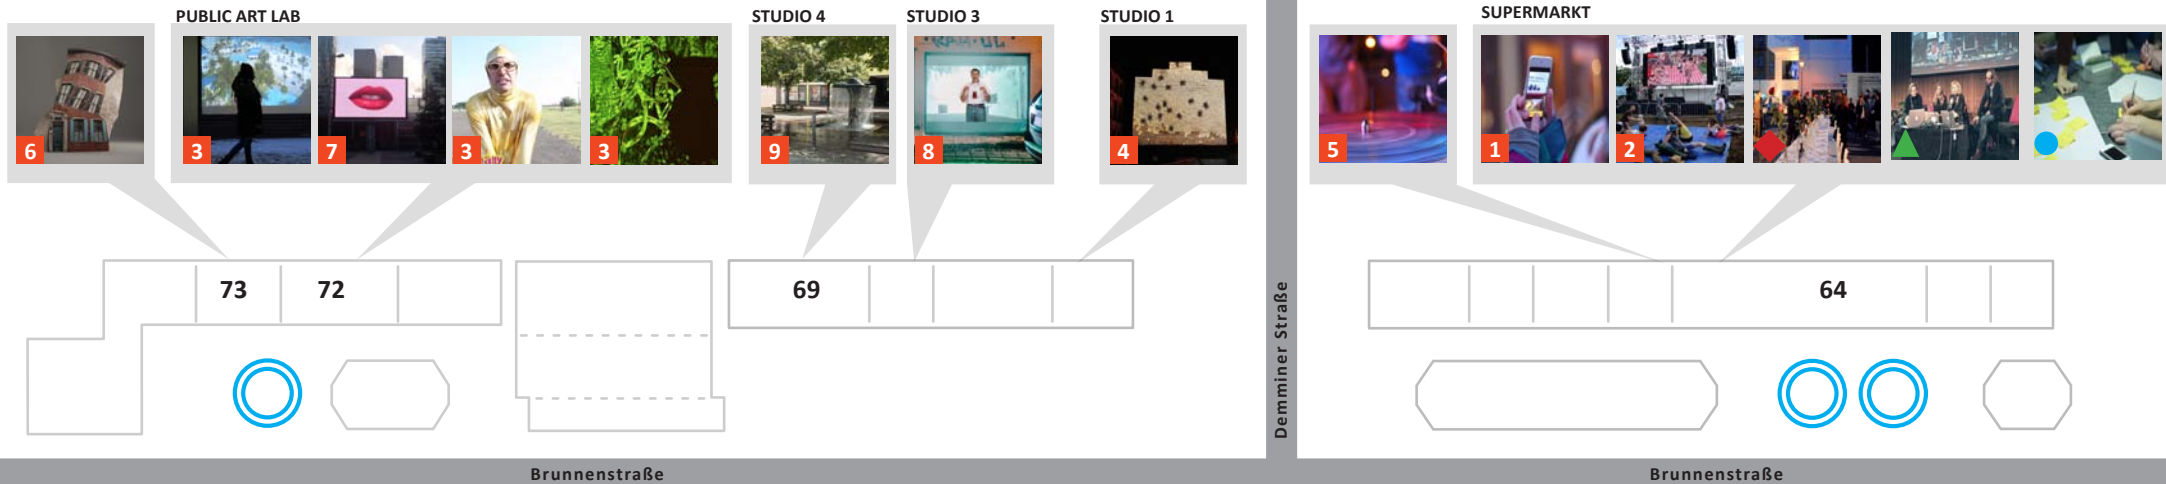 PUBLIC ART LAB
STUDIO 4
STUDIO 3
STUDIO 1
SUPERMARKT
6
3
7
3
3
9
8
4
5
1
2
73
72
69
64
Demminer Straße
Brunnenstraße
Brunnenstraße